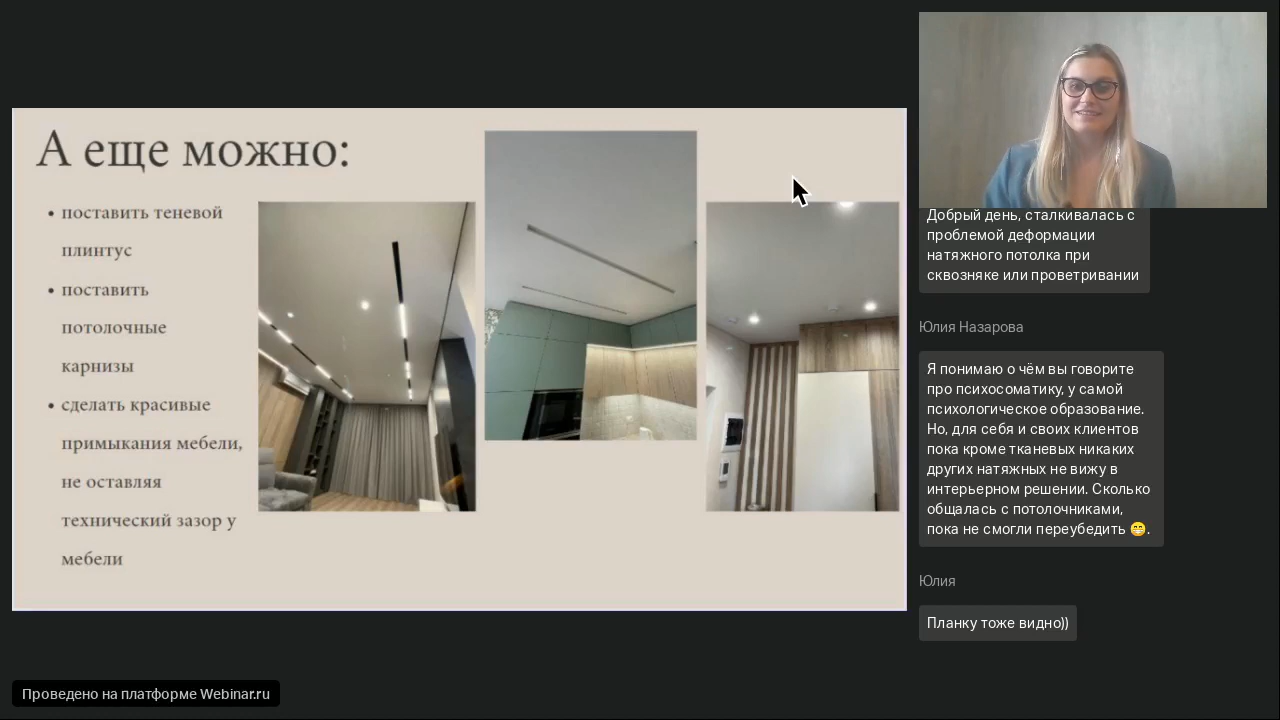 А еще можно:
• поставить теневой
плинтус
• поставить
потолочные
карнизы
• сделать красивые
примыкания мебели,
не оставляя
технический зазор у
мебели
Добрый день, сталкивалась с
проблемой деформации
натяжного потолка при
сквозняке или проветривании
Юлия Назарова
Я понимаю о чём вы говорите
про психосоматику, у самой
психологическое образование.
Но, для себя и своих клиентов
пока кроме тканевых никаких
других натяжных не вижу в
интерьерном решении. Сколько
общалась с потолочниками,
пока не смогли переубедить 😁.
Юлия
Планку тоже видно))
Проведено на платформе Webinar.ru